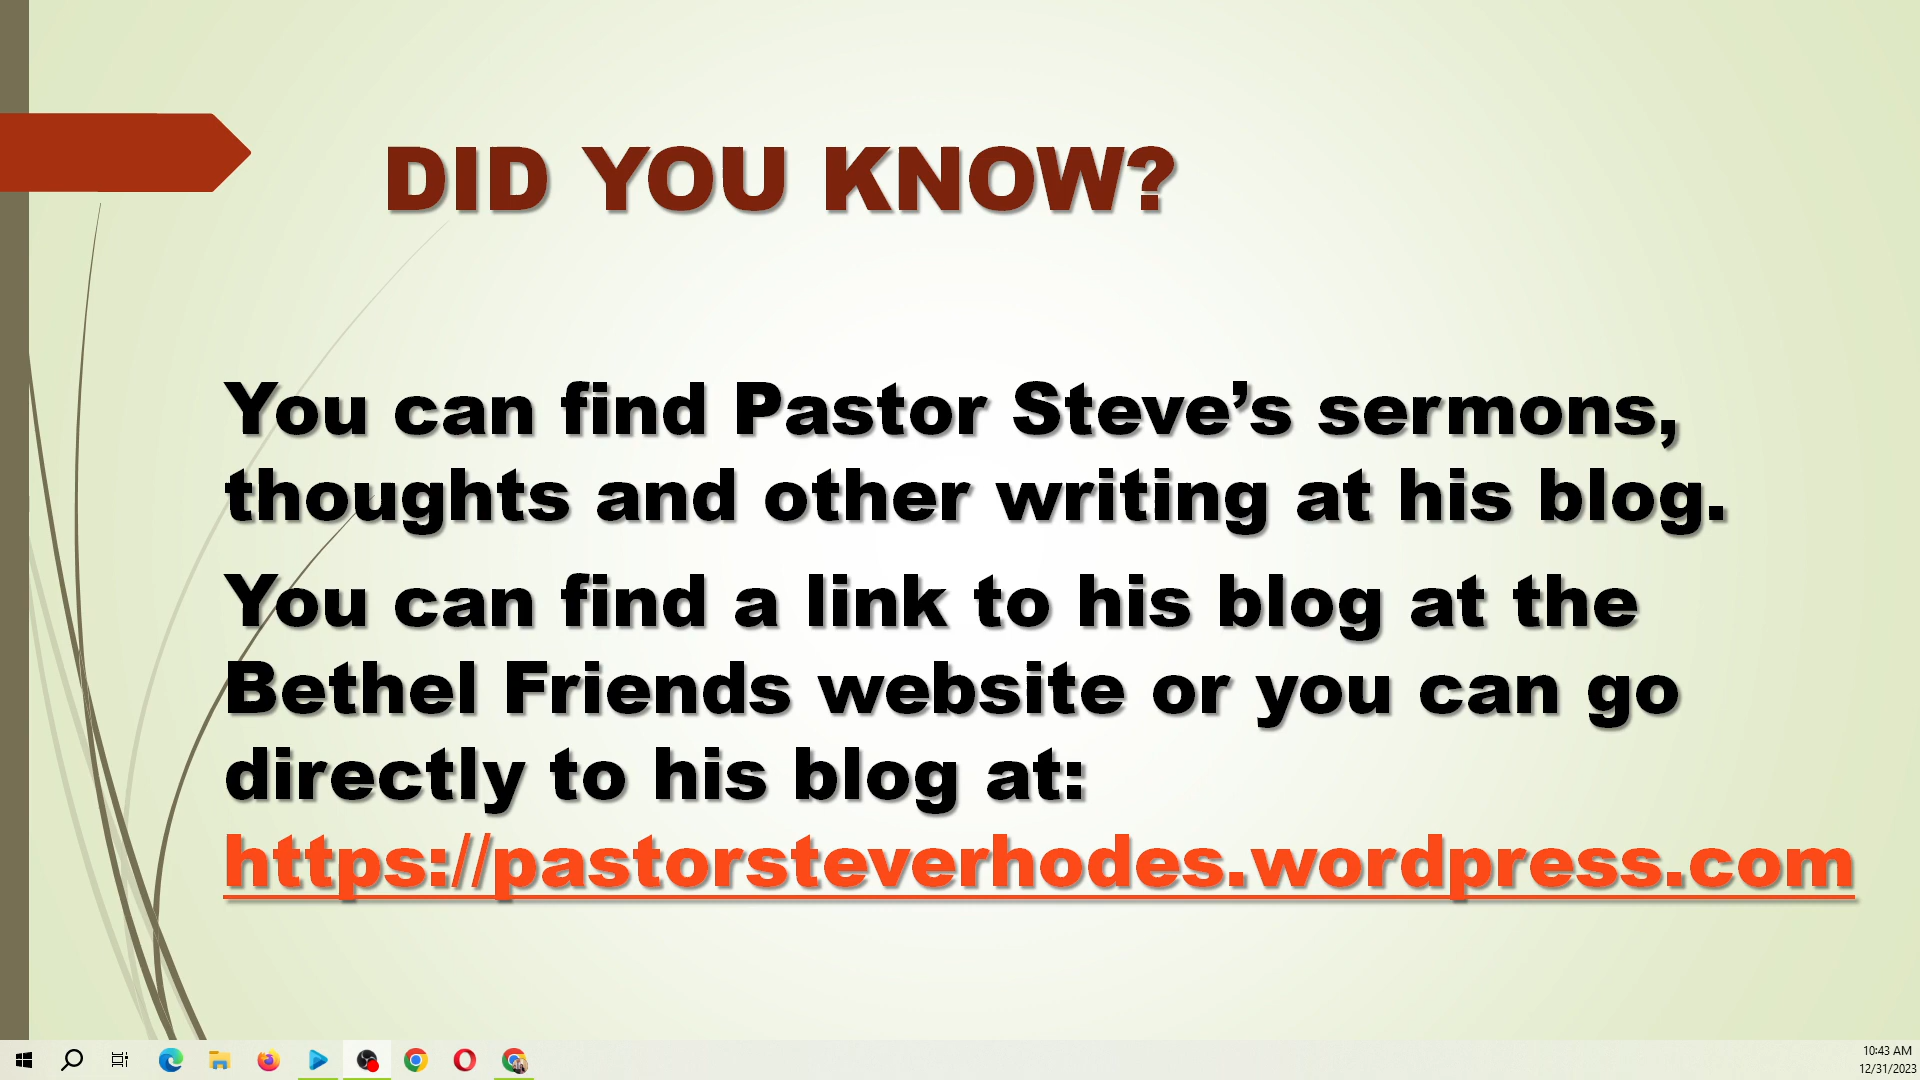 DID YOU KNOW?
You can find Pastor Steve’s sermons,
thoughts and other writing at his blog.
You can find a link to his blog at the
Bethel Friends website or you can go
directly to his blog at:
https://pastorsteverhodes.wordpress.com
10:43 AM
12/31/2023